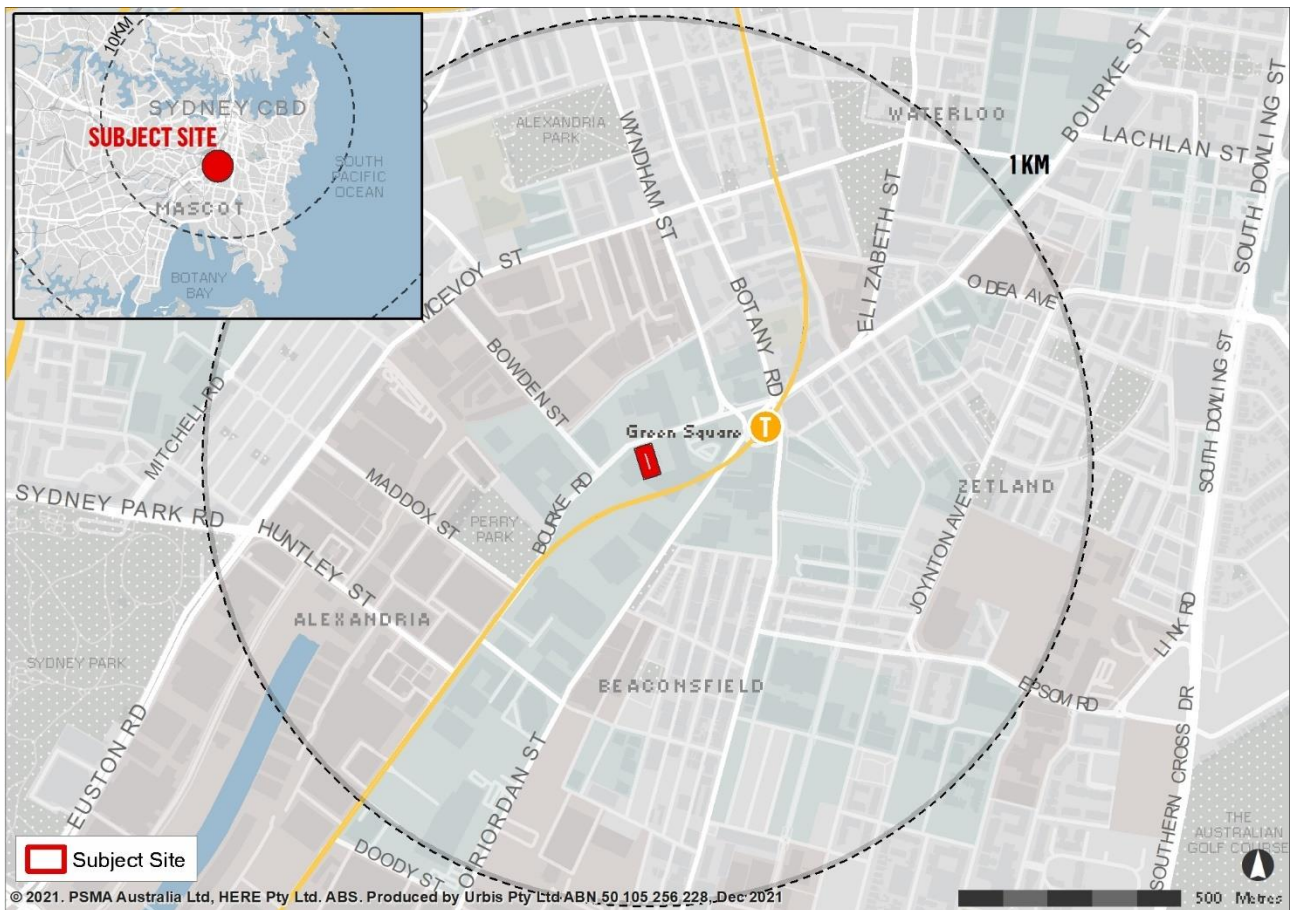 10KM
SYDNEY CBD
SUBJECT SITE
SOUTH
PACIFIC
OCEAN
MASCOT
BOTANY
BAY
ALEXANDRIA
PARK
WYNDHAM ST
WATERLOO
BOURKE ST
LACHLAN ST
1 KM
SOUTH DOWLING ST
ELIZABETH ST
MCEVOY ST
BOTANY RD
O DEA AVE
BOWDEN ST
MITCHELL RD
Green Square
T
SOUTH DOWLING ST
MADDOX ST
BOURKE RD
ZETLAND
SYDNEY PARK RD
PERRY
PARK
HUNTLEY ST
JOYNTON AVE
ALEXANDRIA
LINK RD
SYDNEY PARK
BEACONSFIELD
EPSOM RD
EUSTON RD
O RIORDAN ST
SOUTHERN CROSS DR
THE
AUSTRALIAN
GOLF COURSE
DOODY ST
Subject Site
© 2021. PSMA Australia Ltd, HERE Pty Ltd. ABS. Produced by Urbis Pty Ltd ABN 50 105 256 228, Dec 2021
500 Metres